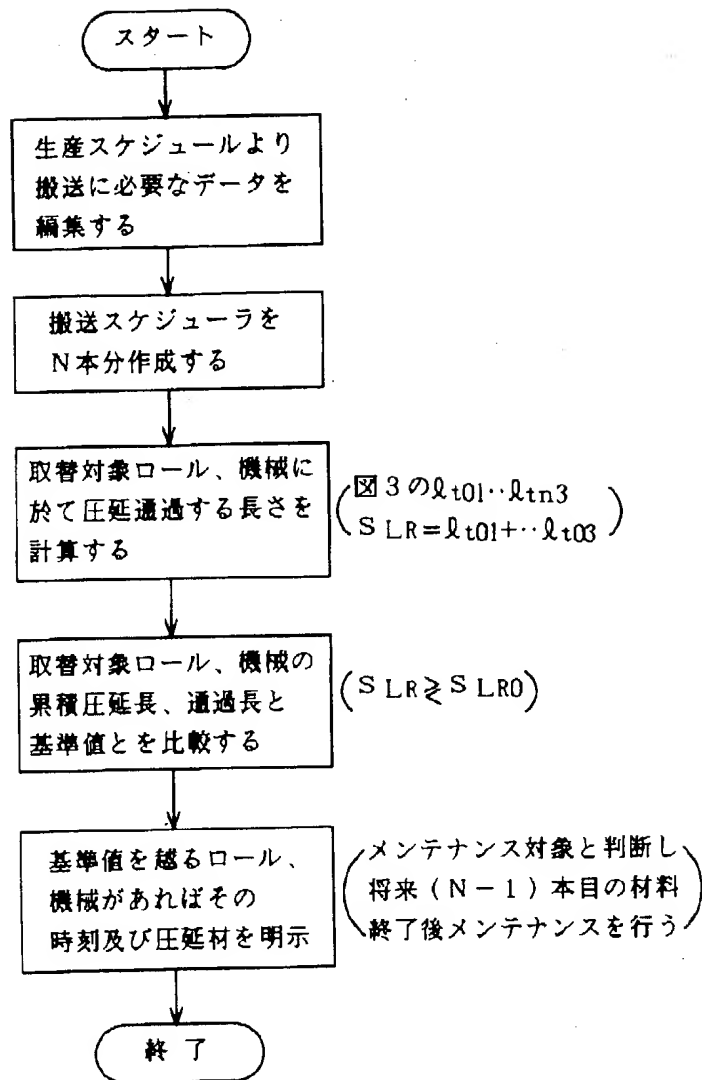 スタート
生産スケジュールより
搬送に必要なデータを
編集する
搬送スケジューラを
N本分作成する
取替対象ロール、機械に
於て圧延通過する長さを
計算する
図3のℓt01‥ℓtn3
SLR=ℓt01+‥ℓt03
取替対象ロール、機械の
累積圧延長、通過長と
基準値とを比較する
(SLR≷SLR0)
基準値を越るロール、
機械があればその
時刻及び圧延材を明示
メンテナンス対象と判断し
将来(N-1)本目の材料
終了後メンテナンスを行う
終了